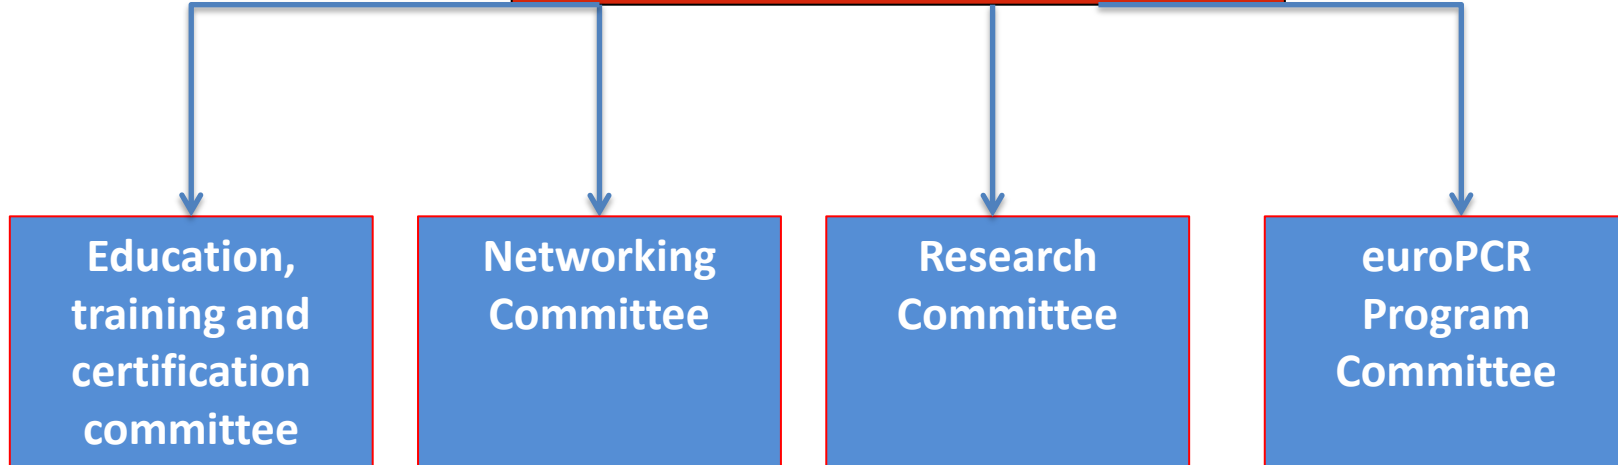 Education,
training and
certification
committee
Networking
Committee
Research
Committee
euroPCR
Program
Committee